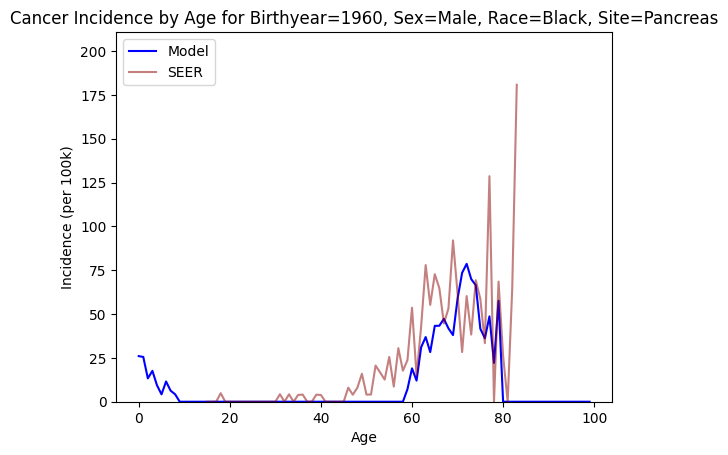 Cancer Incidence by Age for Birthyear=1960, Sex=Male, Race=Black, Site=Pancreas
Model
SEER
Incidence (per 100k)
200
175
150
125
100
75
50
25
0
0 20 40 60 80 100
Age